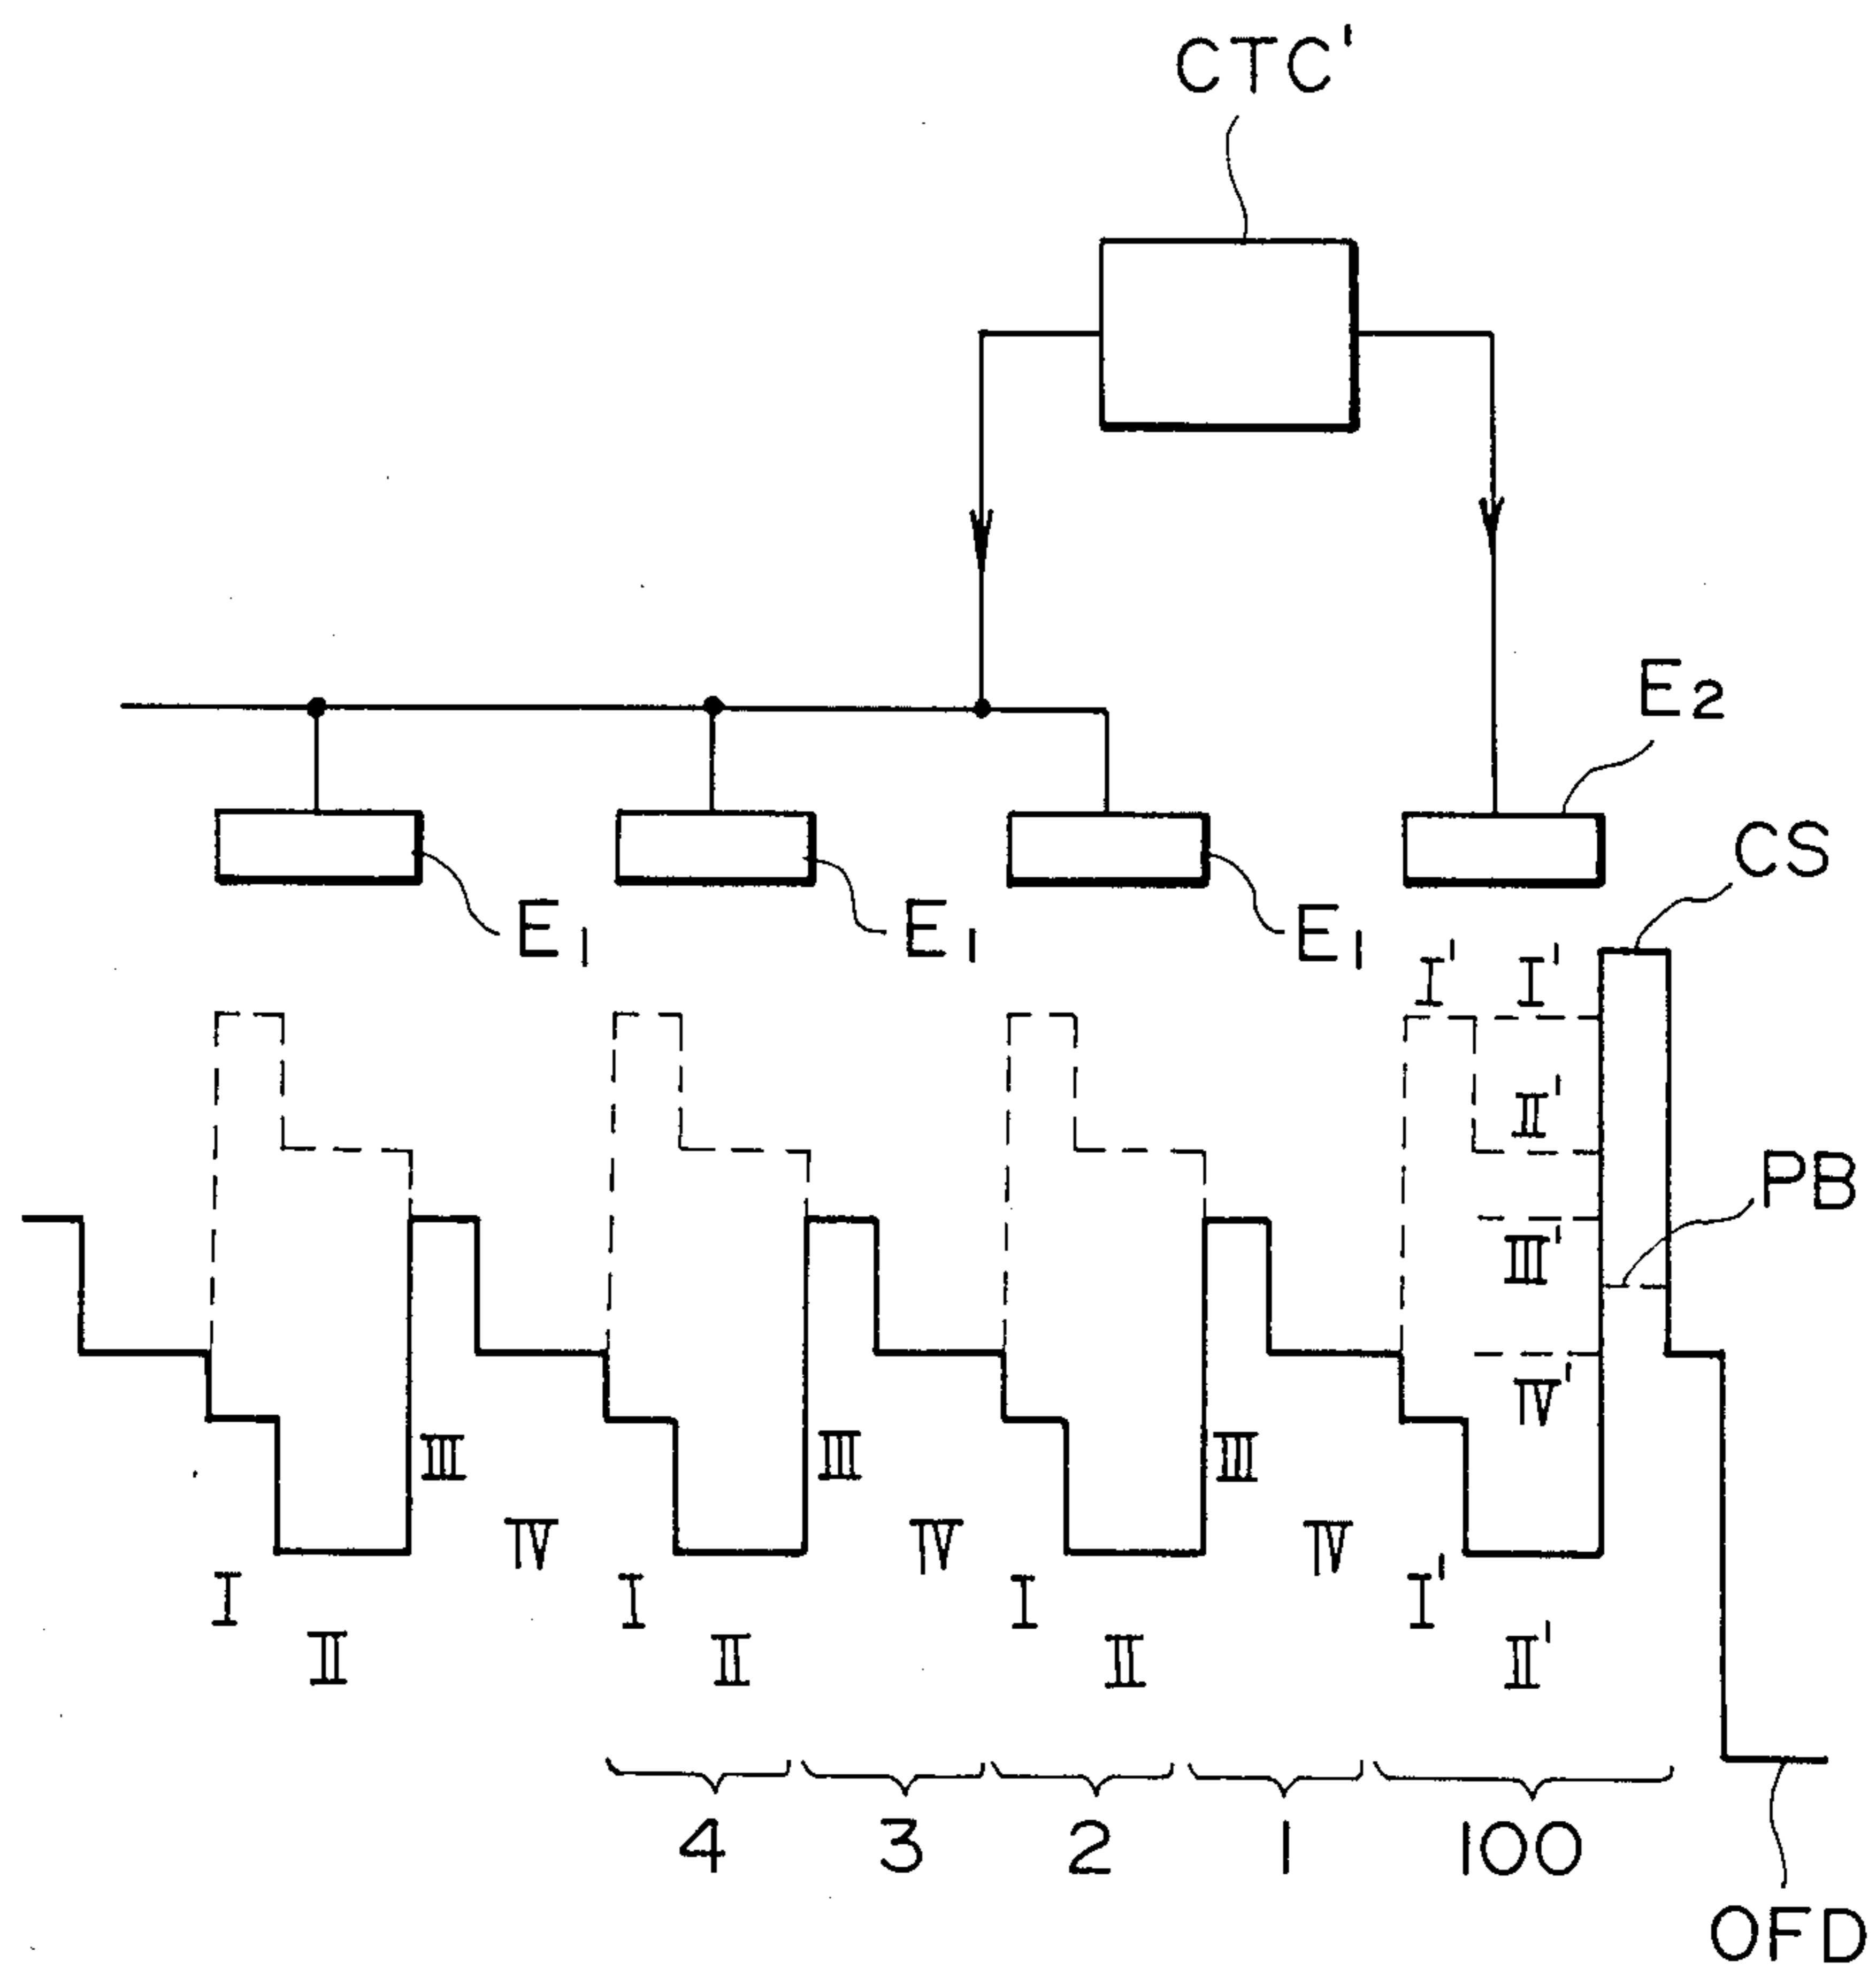 CTC'
E2
CS
E1 E1 E1
I' I'
II'
PB
III'
IV'
III III III
IV IV IV
I I I I'
II II II II'
4 3 2 1 100
OFD